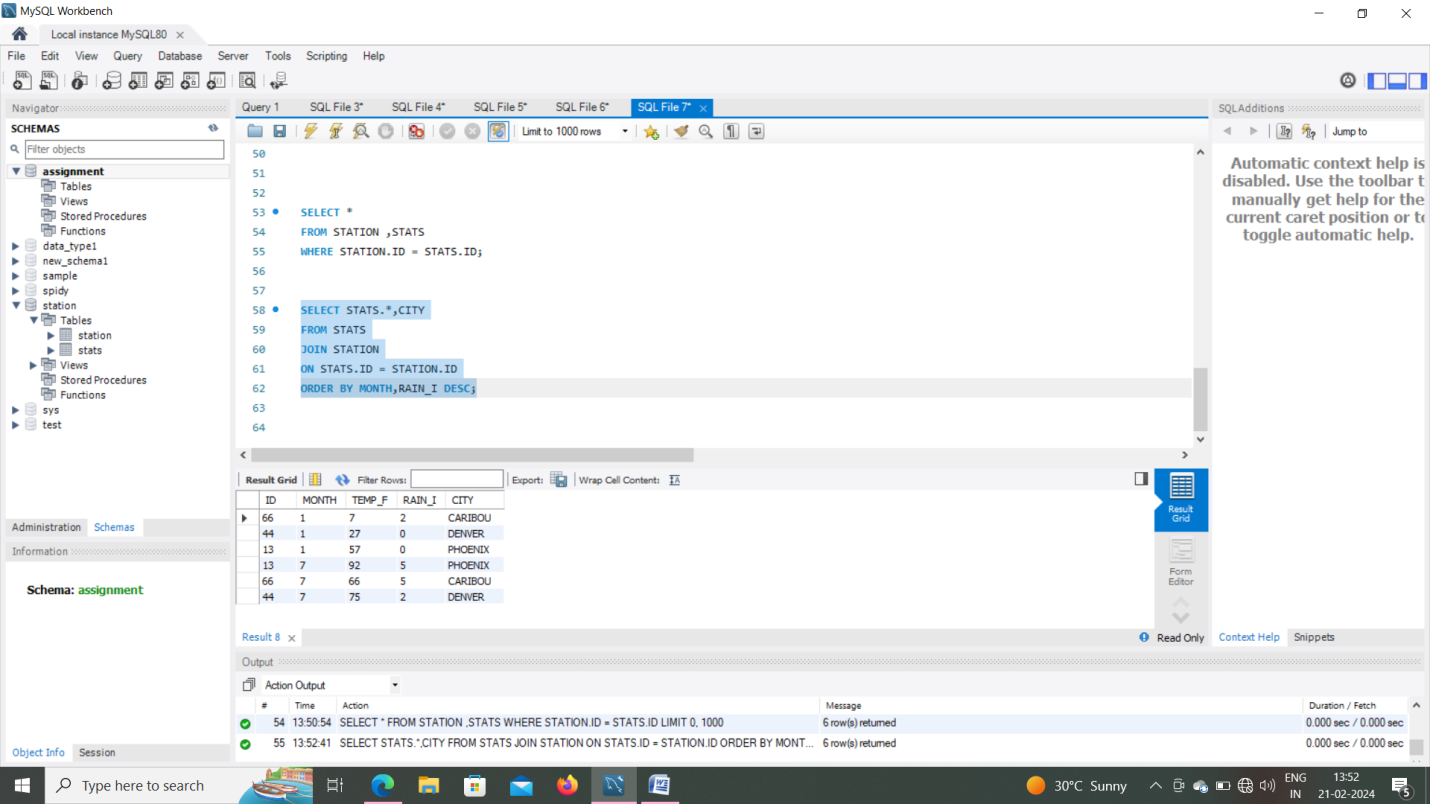 MySQL Workbench
Local instance MySQL80
File Edit View Query Database Server Tools Scripting Help
Navigator
SCHEMAS
Filter objects
assignment
Tables
Views
Stored Procedures
Functions
data_type1
new_schema1
sample
spidy
station
Tables
station
stats
Views
Stored Procedures
Functions
sys
test
Administration Schemas
Information
Schema: assignment
Object Info Session
Query 1 SQL File 3* SQL File 4* SQL File 5* SQL File 6* SQL File 7*
Limit to 1000 rows
50
51
52
53 SELECT *
54 FROM STATION ,STATS
55 WHERE STATION.ID = STATS.ID;
56
57
58 SELECT STATS.*,CITY
59 FROM STATS
60 JOIN STATION
61 ON STATS.ID = STATION.ID
62 ORDER BY MONTH,RAIN_I DESC;
63
64
Result Grid Filter Rows: Export: Wrap Cell Content:
ID MONTH TEMP_F RAIN_I CITY
66 1 7 2 CARIBOU
44 1 27 0 DENVER
13 1 57 0 PHOENIX
13 7 92 5 PHOENIX
66 7 66 5 CARIBOU
44 7 75 2 DENVER
Result
Grid
Form
Editor
Result 8
Read Only
SQLAdditions
Jump to
Automatic context help is
disabled. Use the toolbar
manually get help for the
current caret position or
toggle automatic help.
Context Help Snippets
Output
Action Output
# Time Action Message Duration / Fetch
54 13:50:54 SELECT * FROM STATION ,STATS WHERE STATION.ID = STATS.ID LIMIT 0, 1000 6 row(s) returned 0.000 sec / 0.000 sec
55 13:52:41 SELECT STATS.*,CITY FROM STATS JOIN STATION ON STATS.ID = STATION.ID ORDER BY MONT... 6 row(s) returned 0.000 sec / 0.000 sec
Type here to search
30°C Sunny
ENG
IN
13:52
21-02-2024
5